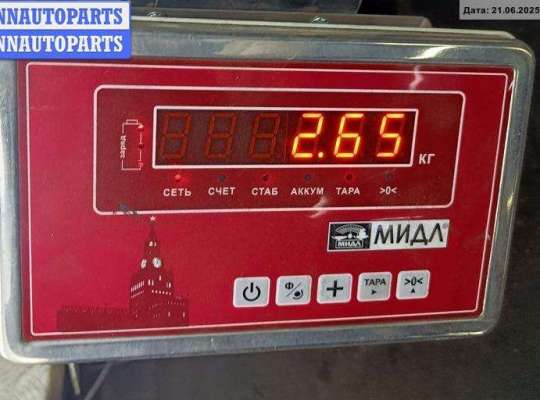 NNAUTOPARTS
NNAUTOPARTS
Дата: 21.06.2025
заряд
2.65 КГ
СЕТЬ СЧЕТ СТАБ АККУМ ТАРА >0<
МИДЛ МИДЛ®
Ф ТАРА >0<